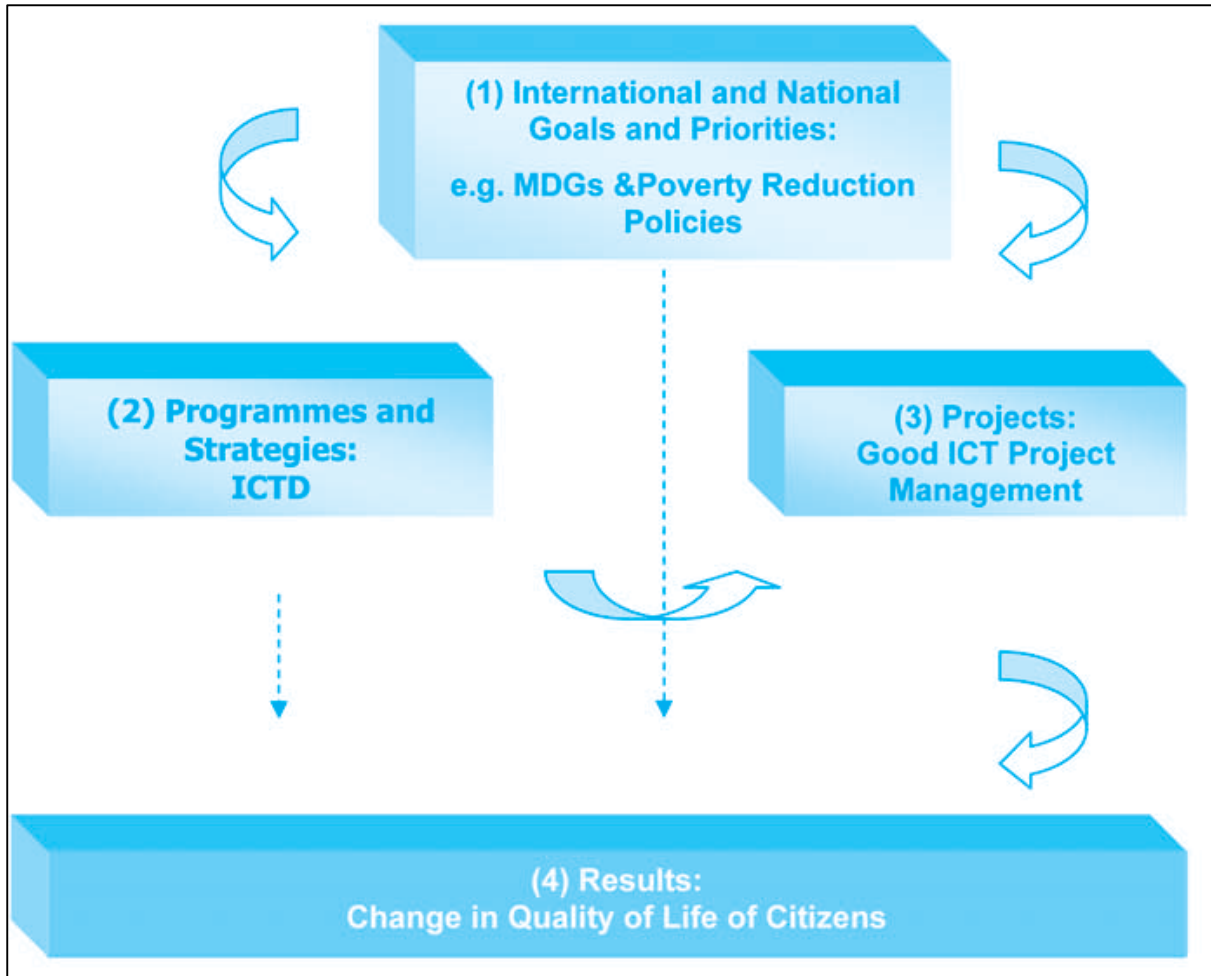 (1) International and National
Goals and Priorities:
e.g. MDGs &Poverty Reduction
Policies
(2) Programmes and
Strategies:
ICTD
(3) Projects:
Good ICT Project
Management
(4) Results:
Change in Quality of Life of Citizens